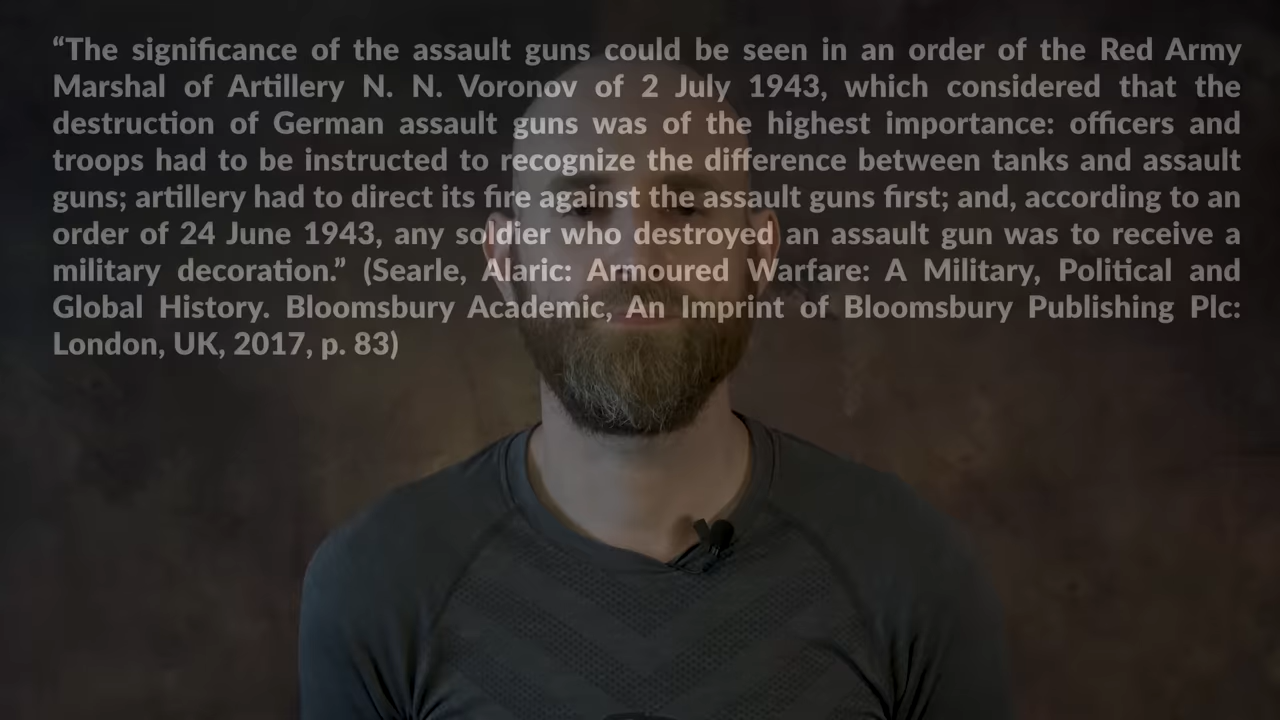 “The significance of the assault guns could be seen in an order of the Red Army
Marshal of Artillery N. N. Voronov of 2 July 1943, which considered that the
destruction of German assault guns was of the highest importance: officers and
troops had to be instructed to recognize the difference between tanks and assault
guns; artillery had to direct its fire against the assault guns first; and, according to an
order of 24 June 1943, any soldier who destroyed an assault gun was to receive a
military decoration.” (Searle, Alaric: Armoured Warfare: A Military, Political and
Global History. Bloomsbury Academic, An Imprint of Bloomsbury Publishing Plc:
London, UK, 2017, p. 83)